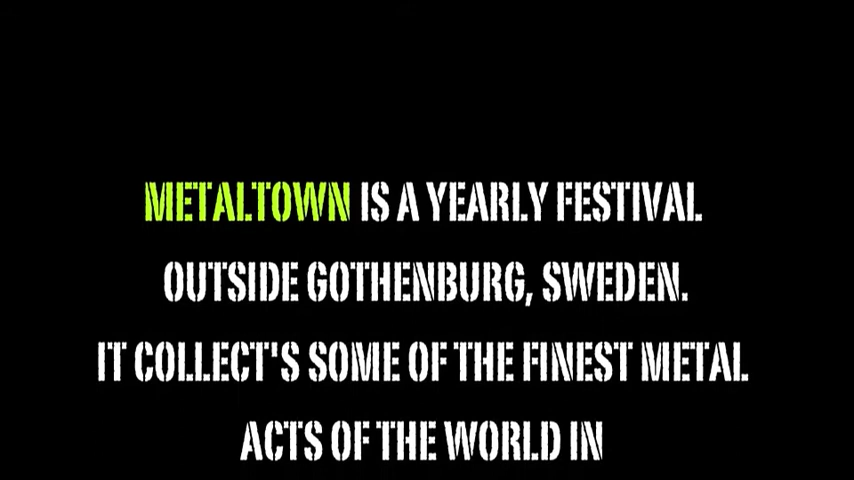 METALTOWN IS A YEARLY FESTIVAL
OUTSIDE GOTHENBURG, SWEDEN.
IT COLLECT'S SOME OF THE FINEST METAL
ACTS OF THE WORLD IN